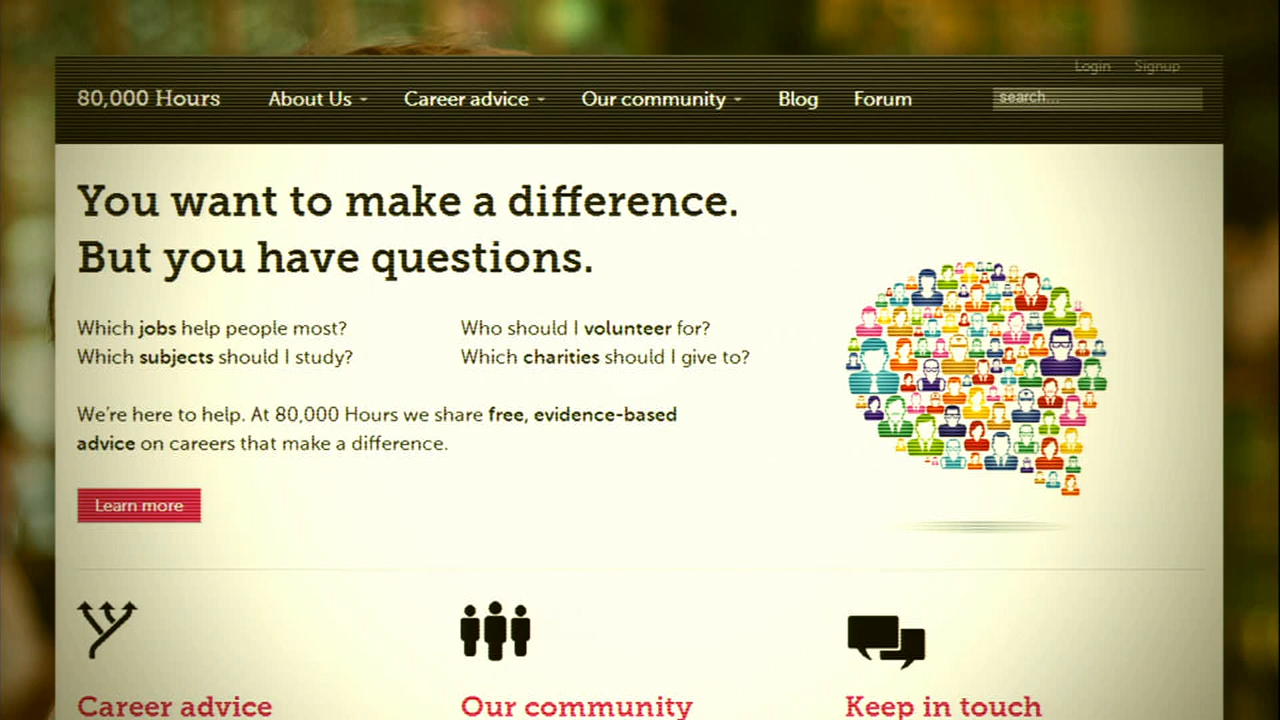 Login Signup
80,000 Hours About Us Career advice Our community Blog Forum search...
You want to make a difference.
But you have questions.
Which jobs help people most?
Which subjects should I study?
Who should I volunteer for?
Which charities should I give to?
We're here to help. At 80,000 Hours we share free, evidence-based
advice on careers that make a difference.
Learn more
Career advice
Our community
Keep in touch